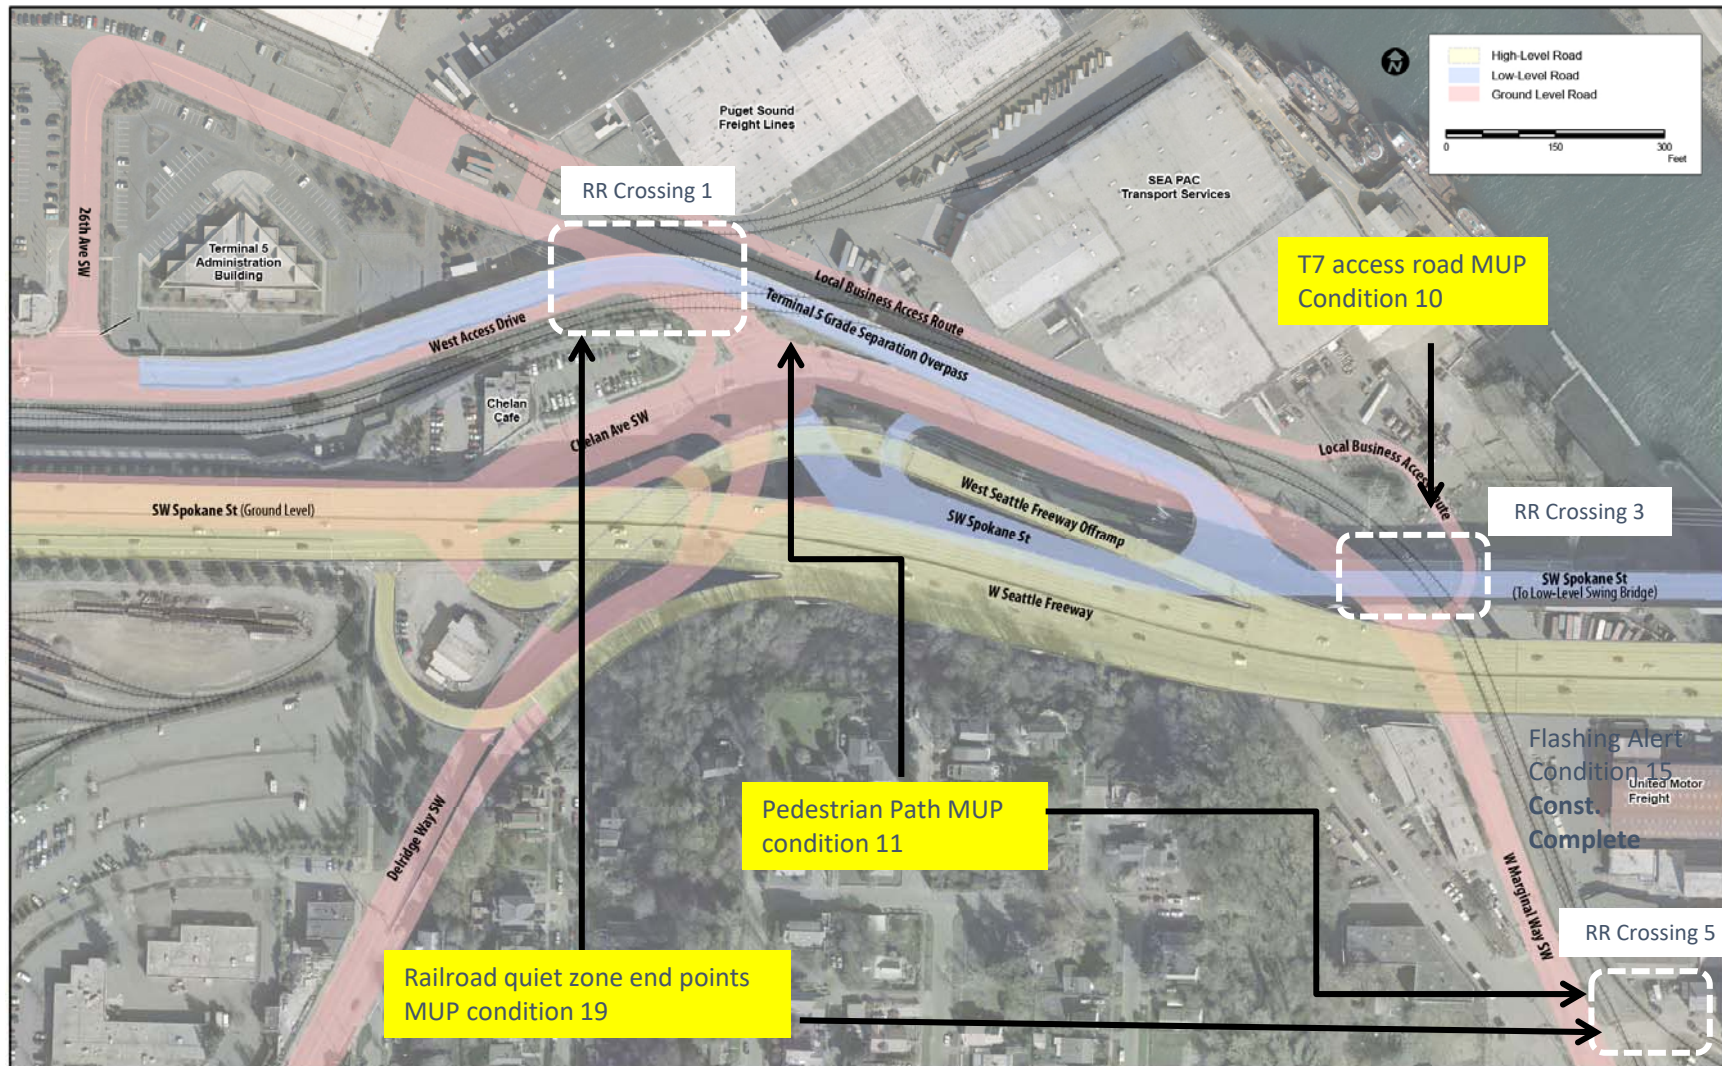 High-Level Road
Low-Level Road
Ground Level Road
0 150 300
Feet
N
Puget Sound
Freight Lines
RR Crossing 1
SEA PAC
Transport Services
26th Ave SW
Terminal 5
Administration
Building
T7 access road MUP
Condition 10
Local Business Access Route
Terminal 5 Grade Separation Overpass
West Access Drive
Chelan
Cafe
Chelan Ave SW
Local Business Access Route
West Seattle Freeway Offramp
SW Spokane St (Ground Level)
SW Spokane St
RR Crossing 3
SW Spokane St
(To Low-Level Swing Bridge)
W Seattle Freeway
Flashing Alert
Condition 15
Const.
Complete
United Motor
Freight
Pedestrian Path MUP
condition 11
Delridge Way SW
W Marginal Way SW
RR Crossing 5
Railroad quiet zone end points
MUP condition 19